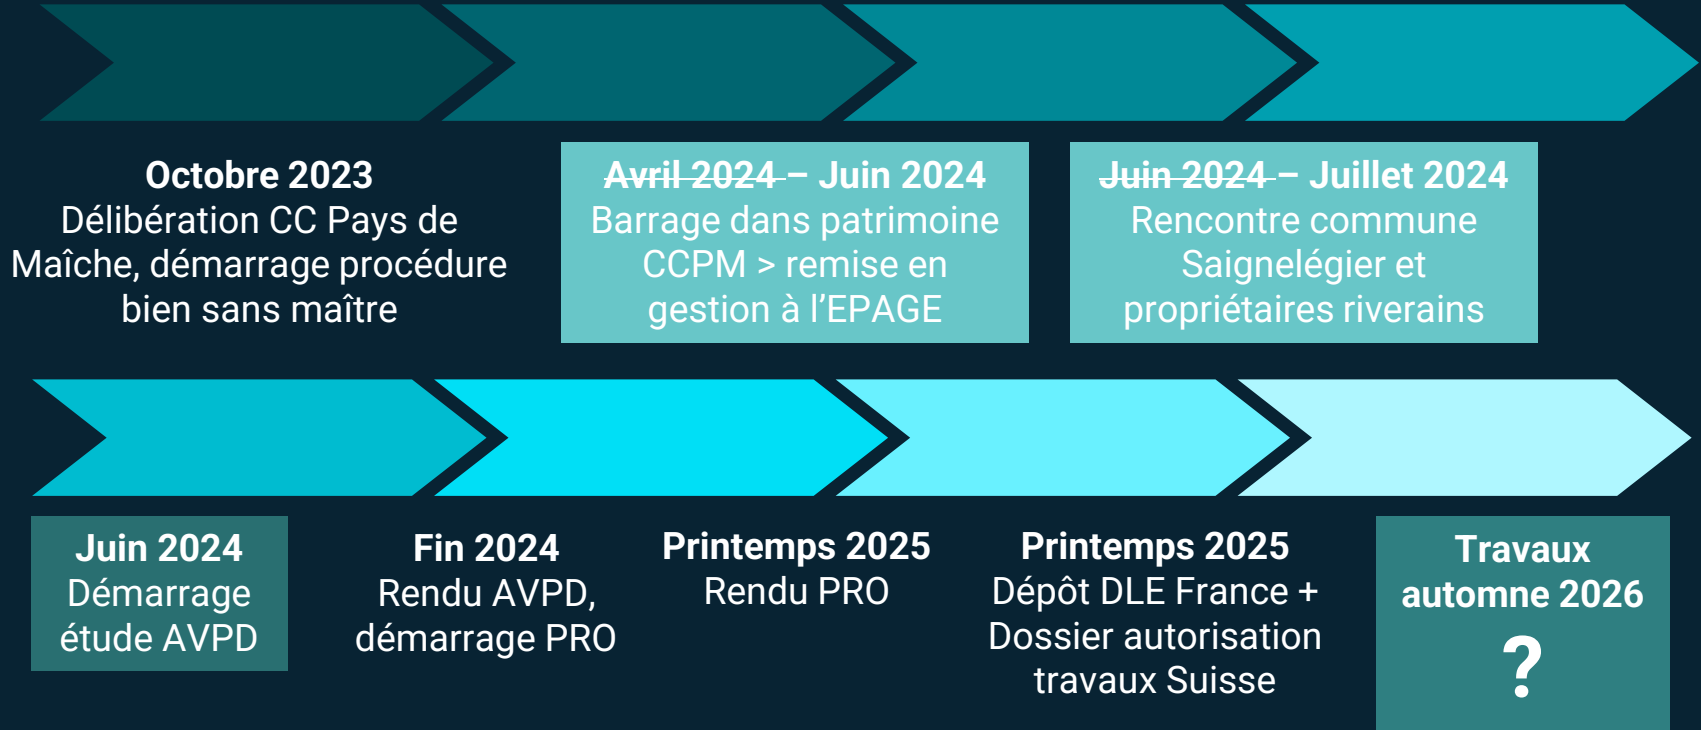 Octobre 2023
Délibération CC Pays de
Maîche, démarrage procédure
bien sans maître
Avril 2024 – Juin 2024
Barrage dans patrimoine
CCPM > remise en
gestion à l’EPAGE
Juin 2024 – Juillet 2024
Rencontre commune
Saignelégier et
propriétaires riverains
Juin 2024
Démarrage
étude AVPD
Fin 2024
Rendu AVPD,
démarrage PRO
Printemps 2025
Rendu PRO
Printemps 2025
Dépôt DLE France +
Dossier autorisation
travaux Suisse
Travaux
automne 2026
?